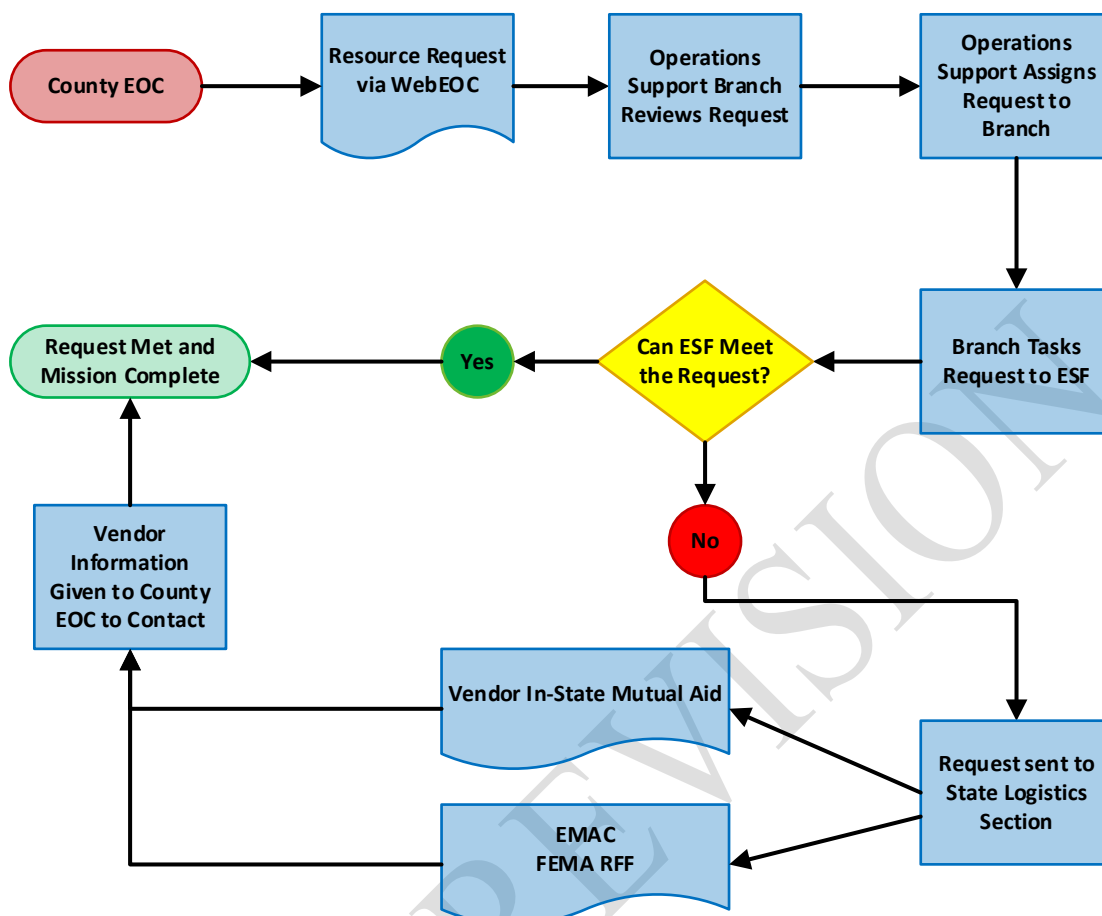 County EOC
Resource Request
via WebEOC
Operations
Support Branch
Reviews Request
Operations
Support Assigns
Request to
Branch
Request Met and
Mission Complete
Yes
Can ESF Meet
the Request?
Branch Tasks
Request to ESF
Vendor
Information
Given to County
EOC to Contact
No
Vendor In-State Mutual Aid
Request sent to
State Logistics
Section
EMAC
FEMA RFF
REVISION